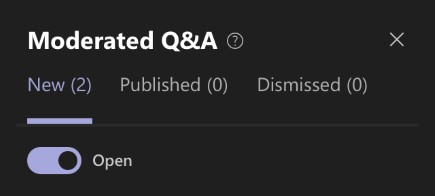 Moderated Q&A
New (2) Published (0) Dismissed (0)
Open